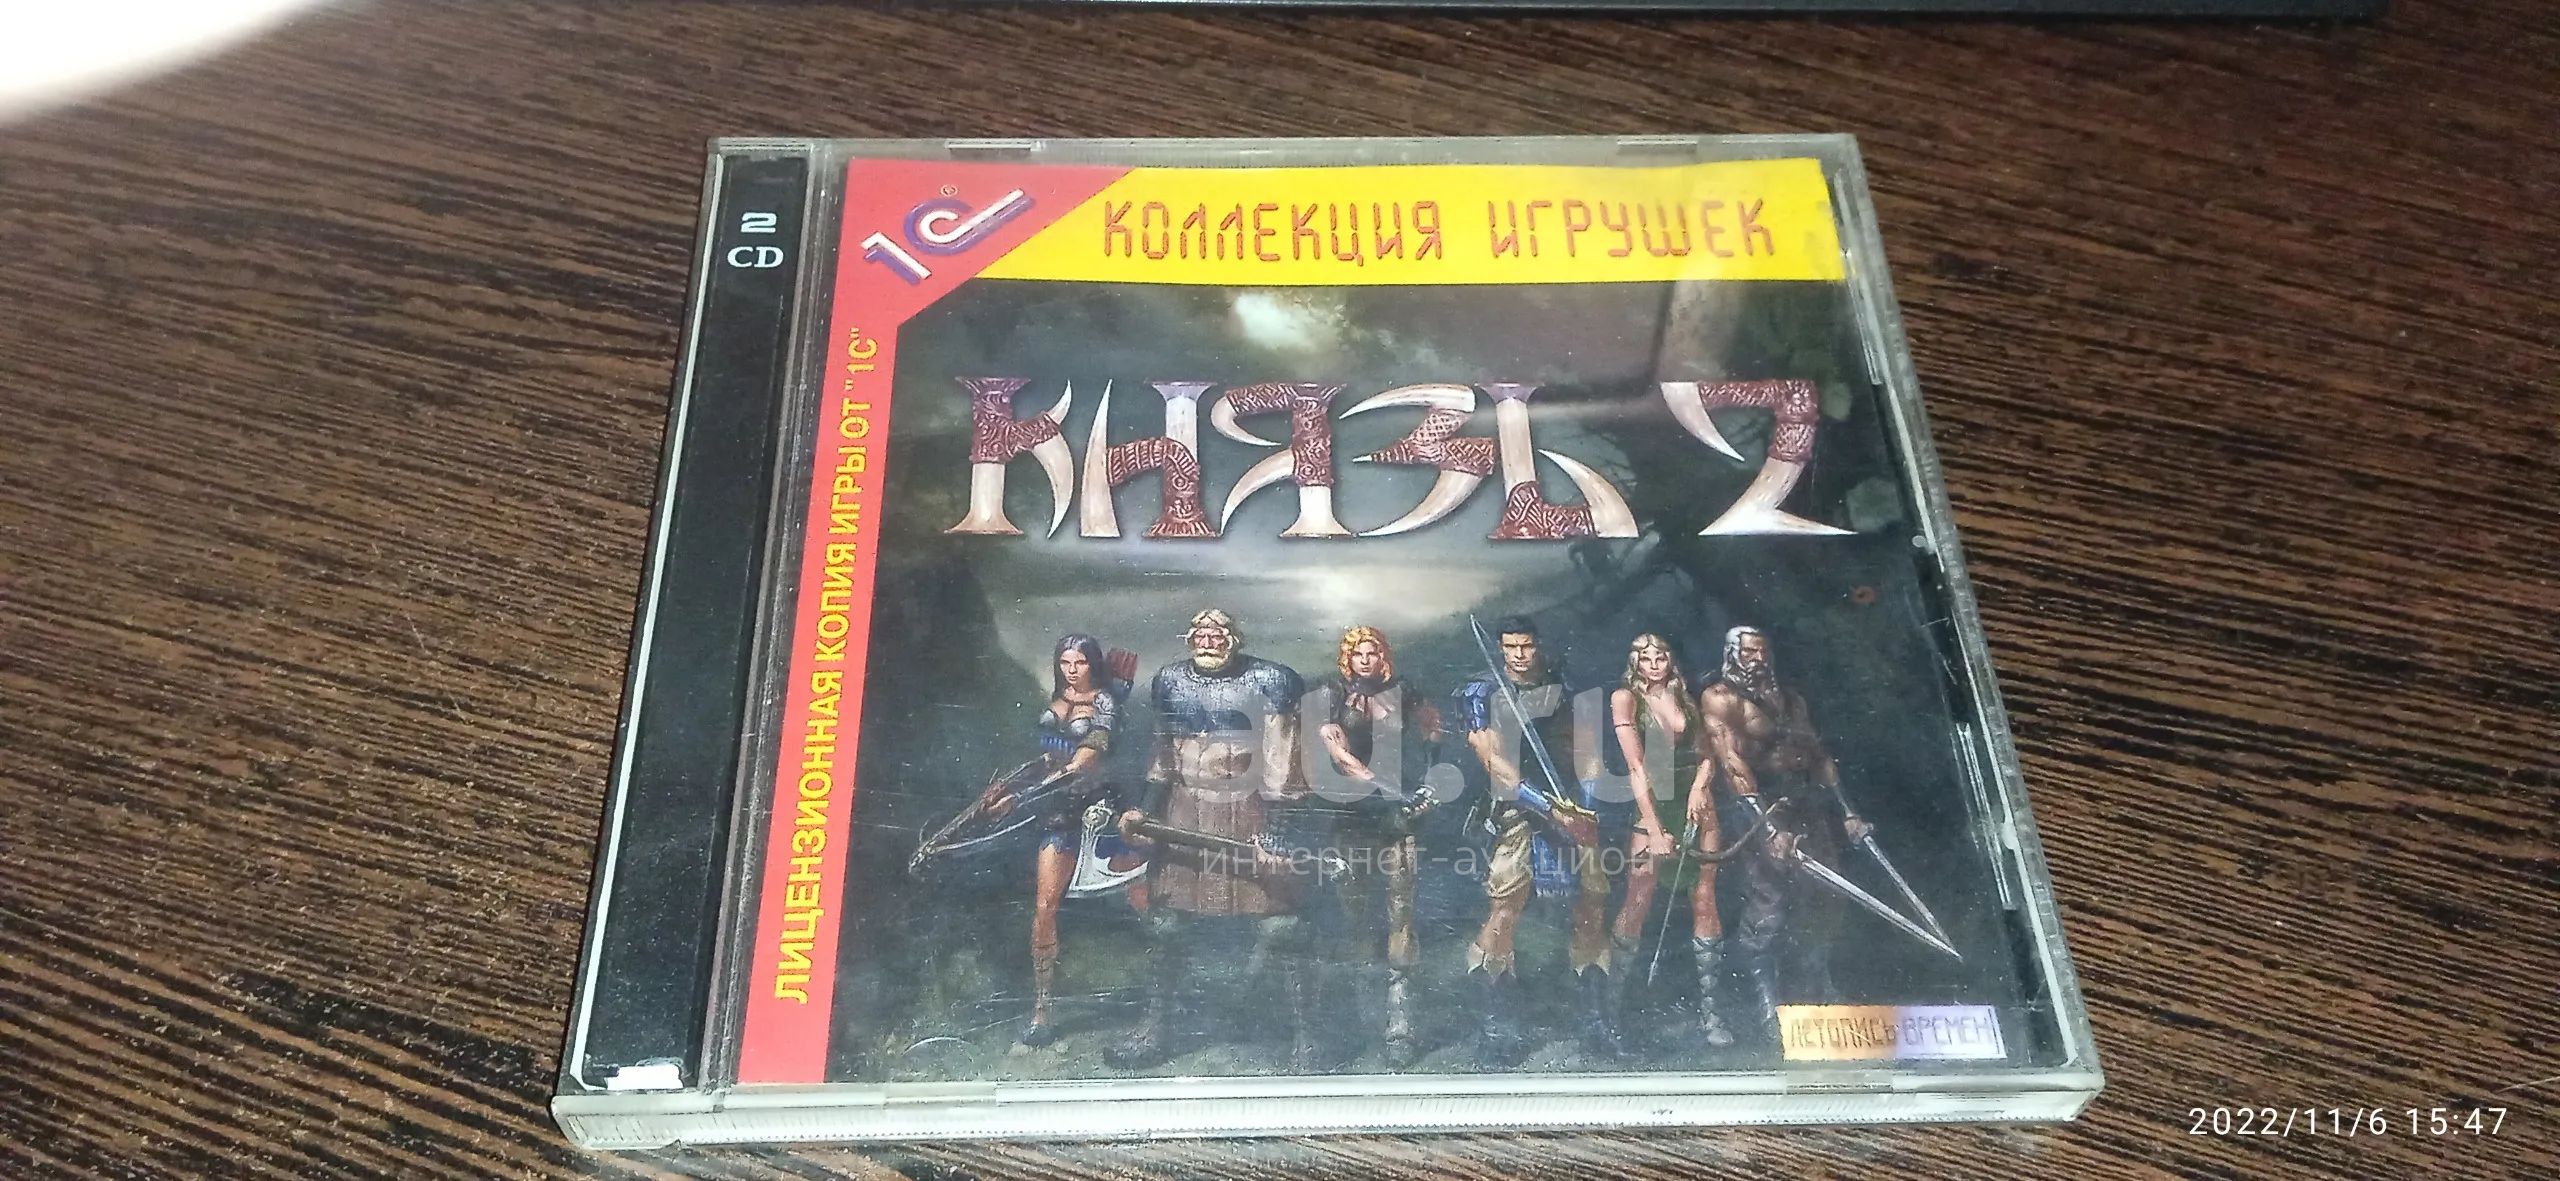 2
CD
1С®
КОЛЛЕКЦИЯ ИГРУШЕК
ЛИЦЕНЗИОННАЯ КОПИЯ ИГРЫ ОТ "1С"
КНЯЗЬ 2
au.ru
интернет-аукцион
ЛЕТОПИСЬ ВРЕМЕН
2022/11/6 15:47